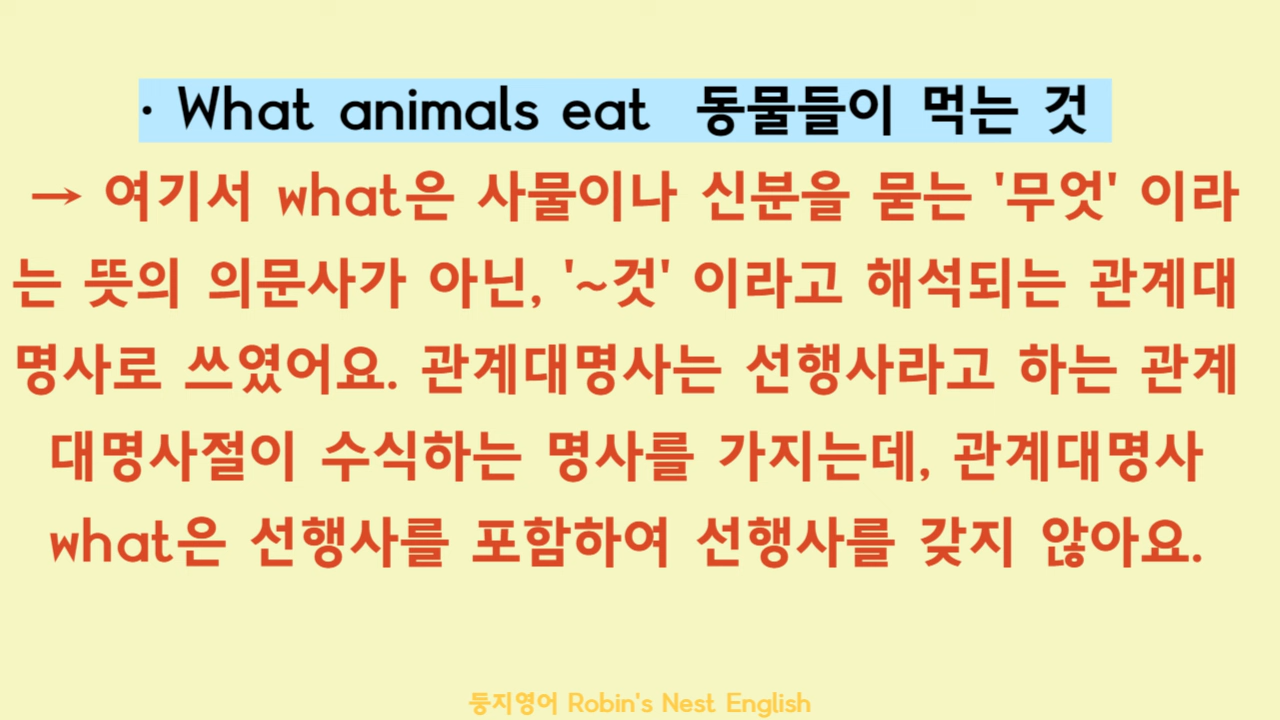 · What animals eat 동물들이 먹는 것
→ 여기서 what은 사물이나 신분을 묻는 '무엇' 이라
는 뜻의 의문사가 아닌, '~것' 이라고 해석되는 관계대
명사로 쓰였어요. 관계대명사는 선행사라고 하는 관계
대명사절이 수식하는 명사를 가지는데, 관계대명사
what은 선행사를 포함하여 선행사를 갖지 않아요.
둥지영어 Robin's Nest English